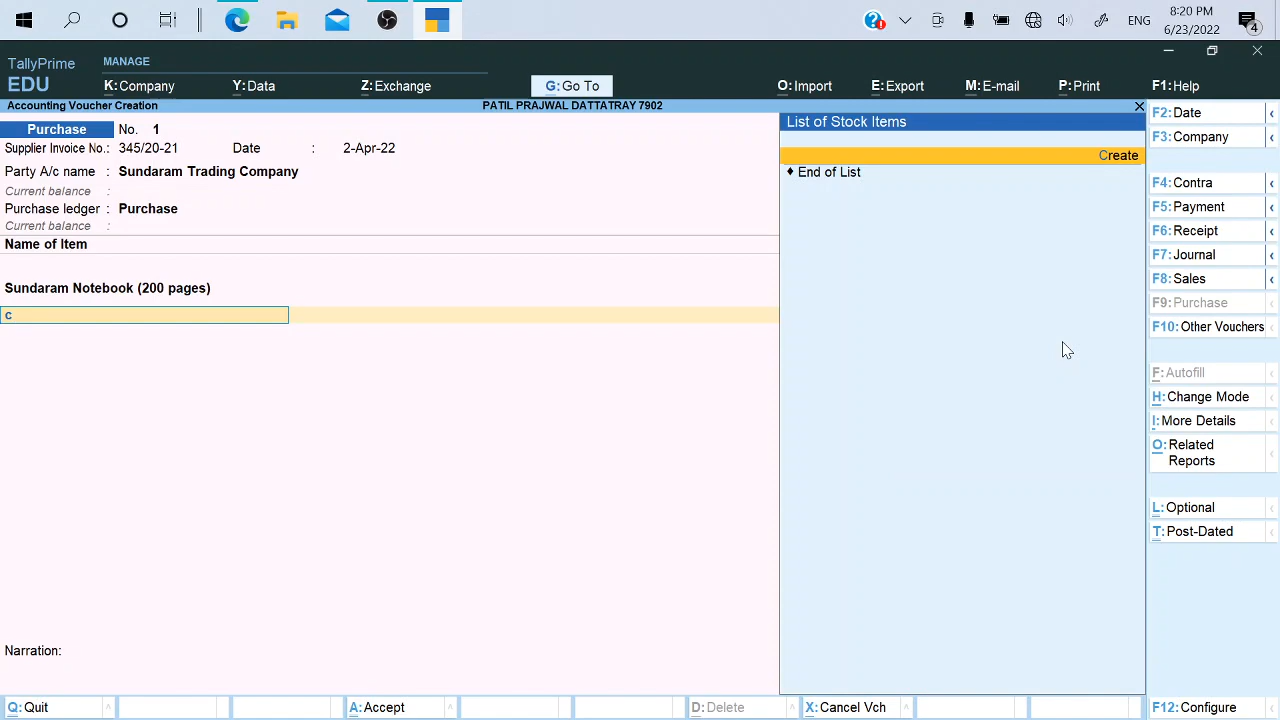 ENG
8:20 PM
6/23/2022
4
TallyPrime
EDU
MANAGE
K:Company
Y:Data
Z:Exchange
G:Go To
O:Import
E:Export
M:E-mail
P:Print
F1:Help
Accounting Voucher Creation
PATIL PRAJWAL DATTATRAY 7902
Purchase No. 1
Supplier Invoice No.: 345/20-21 Date : 2-Apr-22
Party A/c name : Sundaram Trading Company
Current balance :
Purchase ledger : Purchase
Current balance :
Name of Item
Sundaram Notebook (200 pages)
c
Narration:
List of Stock Items
Create
♦ End of List
F2:Date
F3:Company
F4:Contra
F5:Payment
F6:Receipt
F7:Journal
F8:Sales
F9:Purchase
F10:Other Vouchers
F:Autofill
H:Change Mode
I:More Details
O:Related
Reports
L:Optional
T:Post-Dated
Q:Quit
A:Accept
D:Delete
X:Cancel Vch
F12:Configure